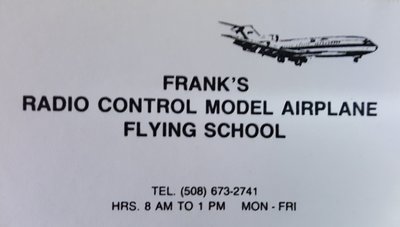 FRANK'S
RADIO CONTROL MODEL AIRPLANE
FLYING SCHOOL
TEL. (508) 673-2741
HRS. 8 AM TO 1 PM MON - FRI